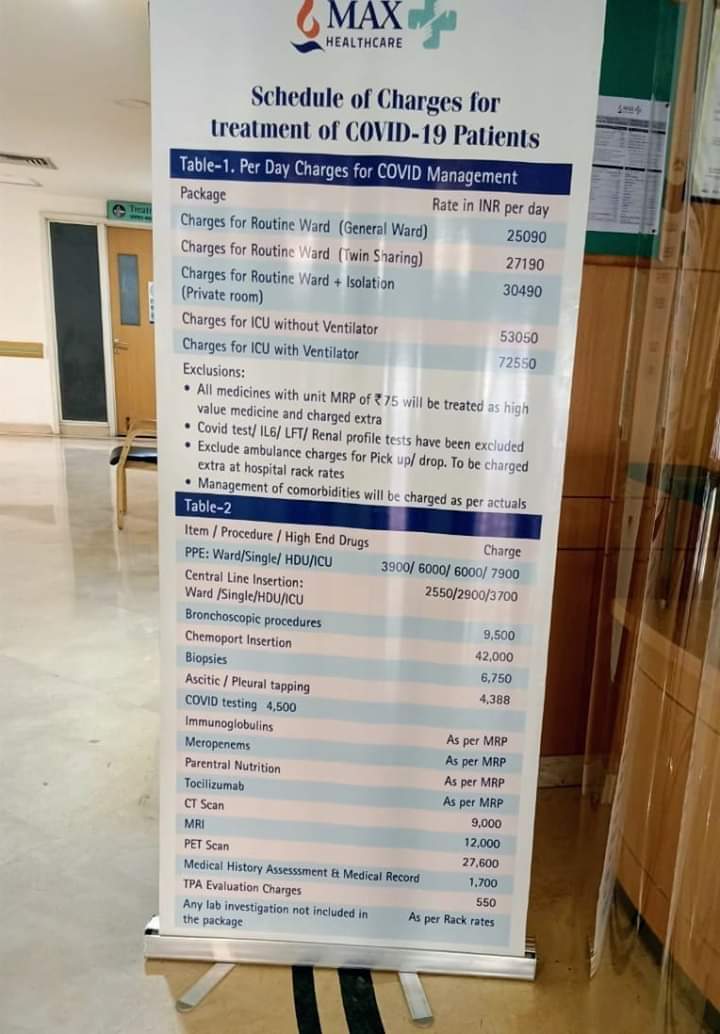 MAX
HEALTHCARE
Schedule of Charges for
treatment of COVID-19 Patients
Table-1. Per Day Charges for COVID Management
Package Rate in INR per day
Charges for Routine Ward (General Ward) 25090
Charges for Routine Ward (Twin Sharing) 27190
Charges for Routine Ward + Isolation
(Private room) 30490
Charges for ICU without Ventilator 53050
Charges for ICU with Ventilator 72550
Exclusions:
• All medicines with unit MRP of ₹ 75 will be treated as high
value medicine and charged extra
• Covid test/ IL6/ LFT/ Renal profile tests have been excluded
• Exclude ambulance charges for Pick up/ drop. To be charged
extra at hospital rack rates
• Management of comorbidities will be charged as per actuals
Table-2
Item / Procedure / High End Drugs Charge
PPE: Ward/Single/ HDU/ICU 3900/ 6000/ 6000/ 7900
Central Line Insertion:
Ward /Single/HDU/ICU 2550/2900/3700
Bronchoscopic procedures 9,500
Chemoport Insertion 42,000
Biopsies 6,750
Ascitic / Pleural tapping 4,388
COVID testing 4,500
Immunoglobulins As per MRP
Meropenems As per MRP
Parentral Nutrition As per MRP
Tocilizumab As per MRP
CT Scan 9,000
MRI 12,000
PET Scan 27,600
Medical History Assesssment & Medical Record 1,700
TPA Evaluation Charges 550
Any lab investigation not included in
the package As per Rack rates
MAX